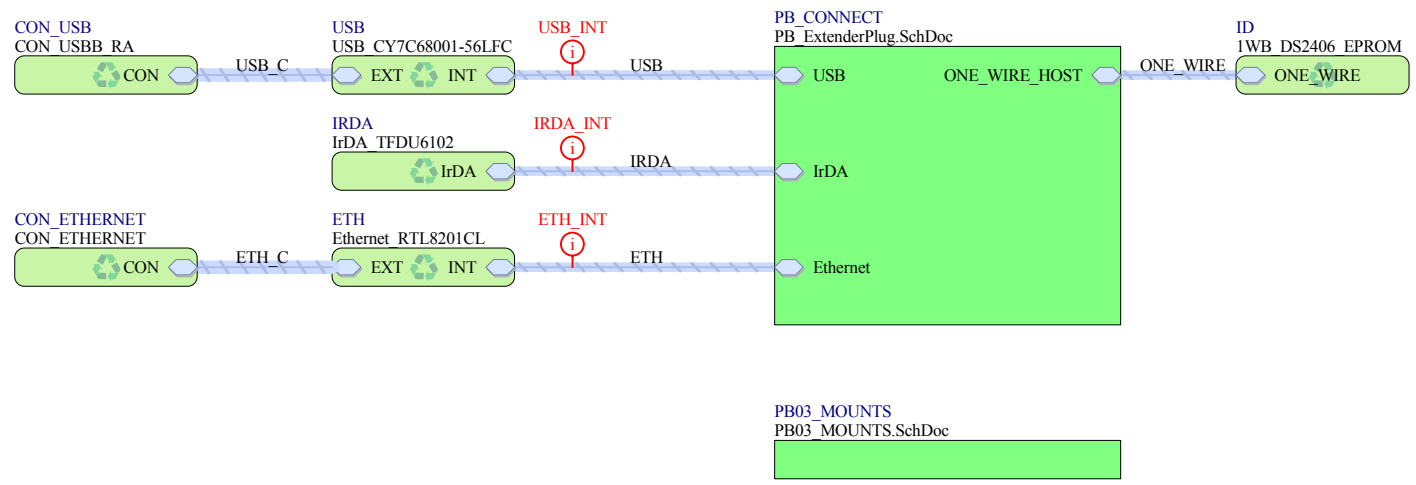 CON_USB
CON_USBB_RA
CON
USB_C
USB
USB_CY7C68001-56LFC
EXT
INT
USB_INT
i
USB
PB_CONNECT
PB_ExtenderPlug.SchDoc
USB
ONE_WIRE_HOST
ONE_WIRE
ID
1WB_DS2406_EPROM
ONE_WIRE
IRDA
IrDA_TFDU6102
IrDA
IRDA_INT
i
IRDA
IrDA
CON_ETHERNET
CON_ETHERNET
CON
ETH_C
ETH
Ethernet_RTL8201CL
EXT
INT
ETH_INT
i
ETH
Ethernet
PB03_MOUNTS
PB03_MOUNTS.SchDoc